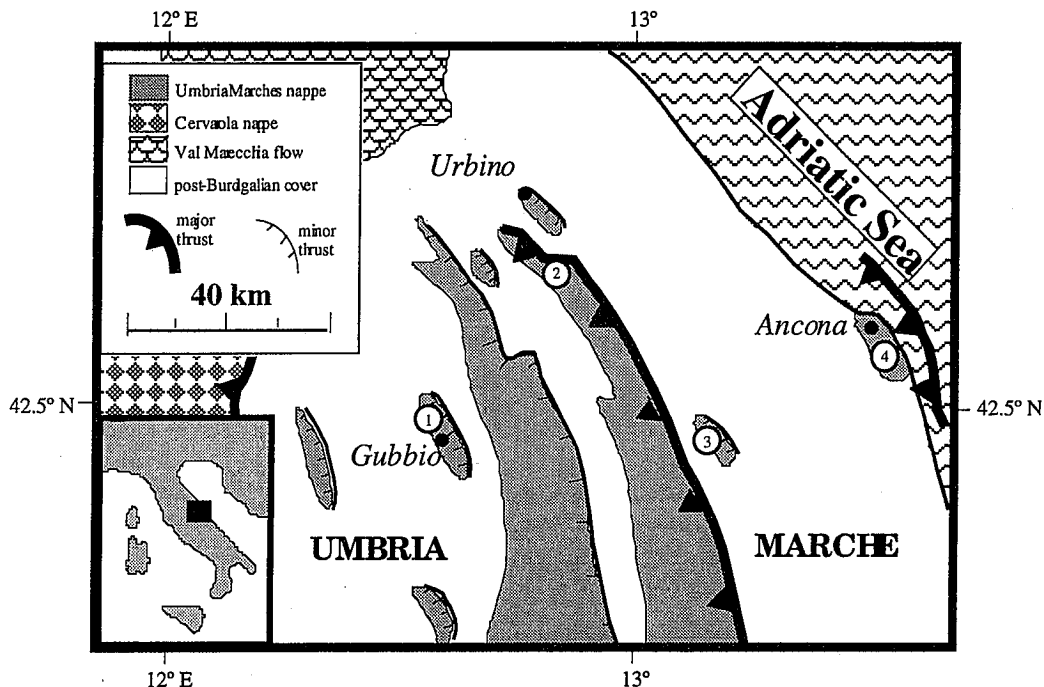 12° E
13°
UmbriaMarches nappe
Cervarola nappe
Val Maecchia flow
post-Burdgalian cover
major
thrust
minor
thrust
40 km
Urbino
Adriatic Sea
2
Ancona
4
42.5° N
42.5° N
1
3
Gubbio
UMBRIA
MARCHE
12° E
13°